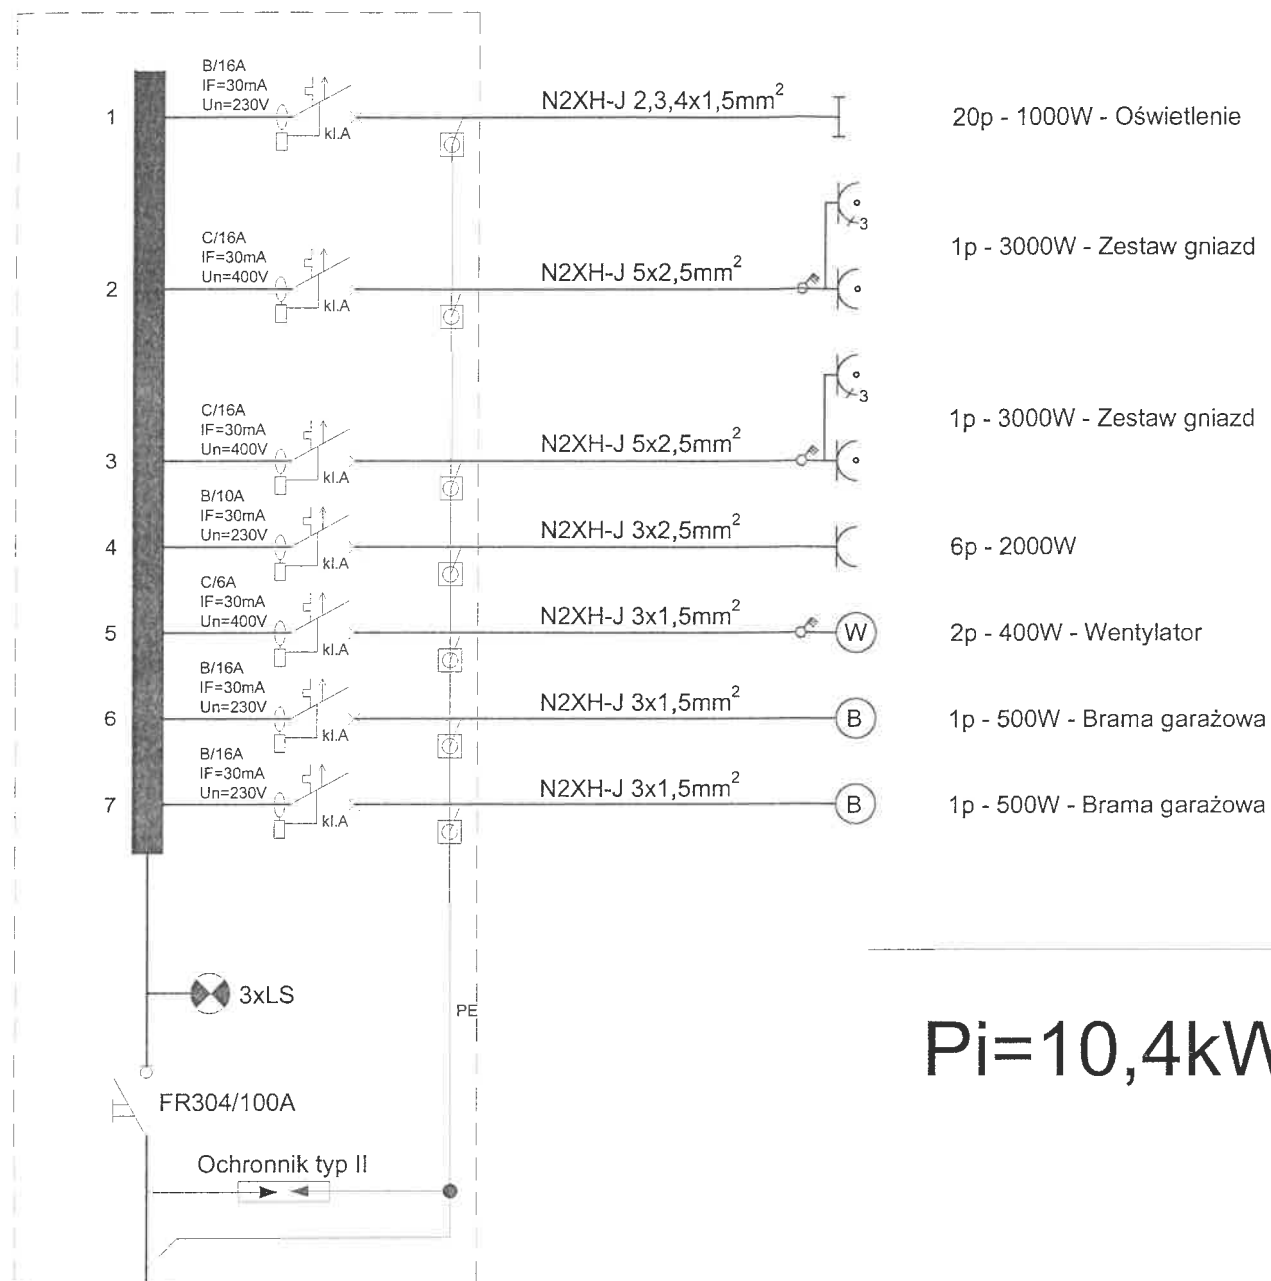 B/16A
IF=30mA
Un=230V
1
kl.A
N2XH-J 2,3,4x1,5mm²
20p - 1000W - Oświetlenie
C/16A
IF=30mA
Un=400V
2
kl.A
N2XH-J 5x2,5mm²
3
1p - 3000W - Zestaw gniazd
C/16A
IF=30mA
Un=400V
3
kl.A
N2XH-J 5x2,5mm²
3
1p - 3000W - Zestaw gniazd
B/10A
IF=30mA
Un=230V
4
kl.A
N2XH-J 3x2,5mm²
6p - 2000W
C/6A
IF=30mA
Un=400V
5
kl.A
N2XH-J 3x1,5mm²
W
2p - 400W - Wentylator
B/16A
IF=30mA
Un=230V
6
kl.A
N2XH-J 3x1,5mm²
B
1p - 500W - Brama garażowa
B/16A
IF=30mA
Un=230V
7
kl.A
N2XH-J 3x1,5mm²
B
1p - 500W - Brama garażowa
3xLS
PE
Pi=10,4kW
FR304/100A
Ochronnik typ II